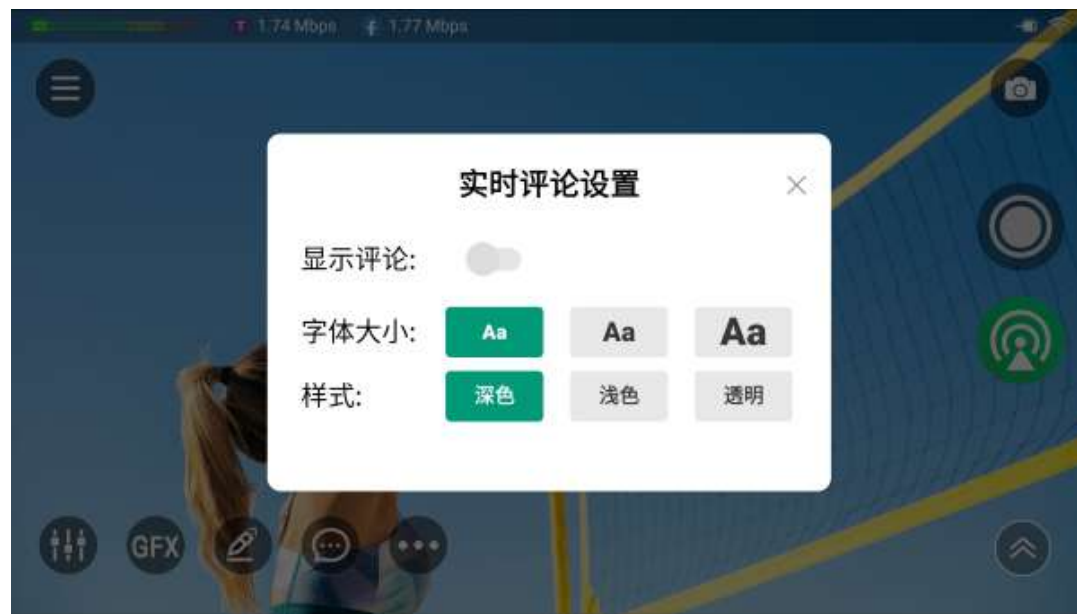 T 1.74 Mbps f 1.77 Mbps
实时评论设置
显示评论:
字体大小: Aa Aa Aa
样式: 深色 浅色 透明
GFX